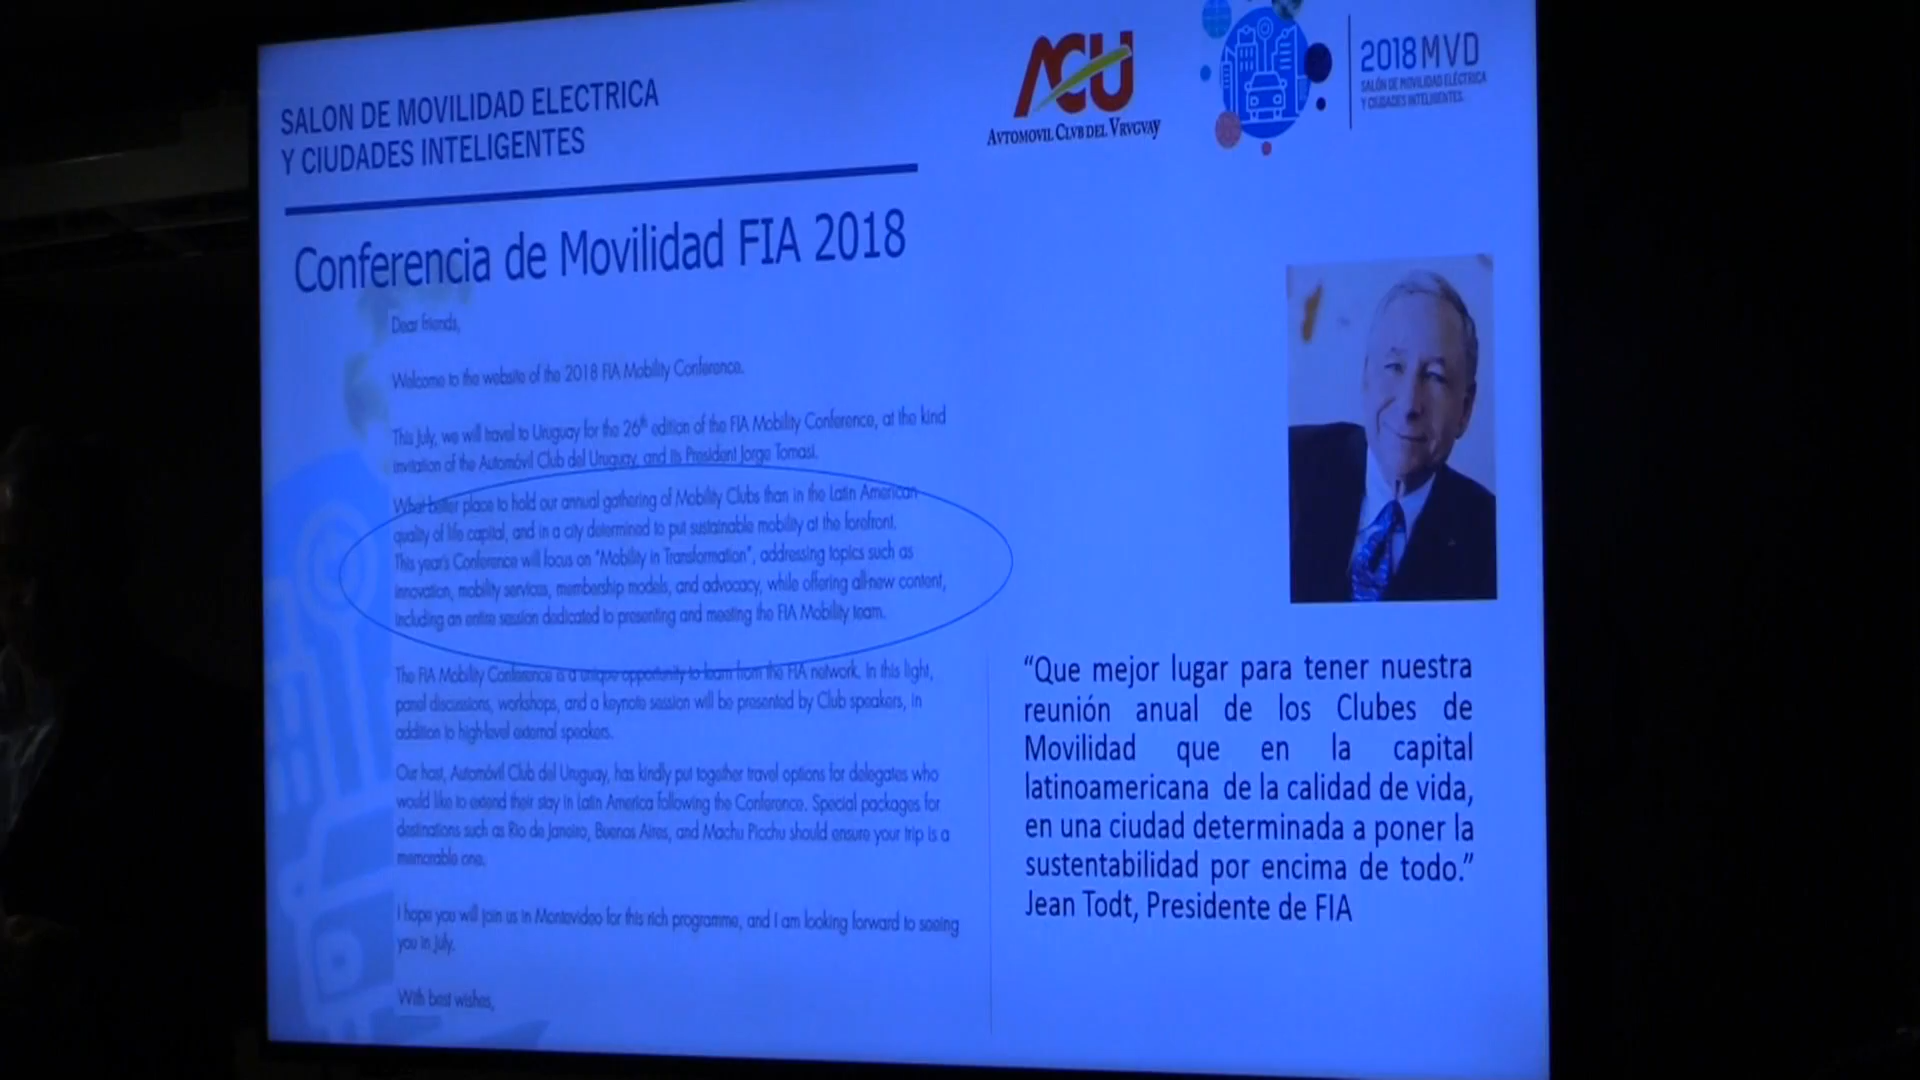 SALON DE MOVILIDAD ELECTRICA
Y CIUDADES INTELIGENTES
ACU
AVTOMOVIL CLVB DEL VRVGVAY
2018 MVD
SALÓN DE MOVILIDAD ELÉCTRICA
Y CIUDADES INTELIGENTES
Conferencia de Movilidad FIA 2018
Dear friends,
Welcome to the website of the 2018 FIA Mobility Conference.
This July, we will travel to Uruguay for the 26th edition of the FIA Mobility Conference, at the kind
invitation of the Automóvil Club del Uruguay, and its President Jorge Tomasi.
What better place to hold our annual gathering of Mobility Clubs than in the Latin American
quality of life capital, and in a city determined to put sustainable mobility at the forefront.
This year's Conference will focus on "Mobility in Transformation", addressing topics such as
innovation, mobility services, membership models, and advocacy, while offering all-new content,
including an entire session dedicated to presenting and meeting the FIA Mobility team.
The FIA Mobility Conference is a unique opportunity to learn from the FIA network. In this light,
panel discussions, workshops, and a keynote session will be presented by Club speakers, in
addition to high-level external speakers.
Our host, Automóvil Club del Uruguay, has kindly put together travel options for delegates who
would like to extend their stay in Latin America following the Conference. Special packages for
destinations such as Rio de Janeiro, Buenos Aires, and Machu Picchu should ensure your trip is a
memorable one.
I hope you will join us in Montevideo for this rich programme, and I am looking forward to seeing
you in July.
With best wishes,
“Que mejor lugar para tener nuestra
reunión anual de los Clubes de
Movilidad que en la capital
latinoamericana de la calidad de vida,
en una ciudad determinada a poner la
sustentabilidad por encima de todo.”
Jean Todt, Presidente de FIA